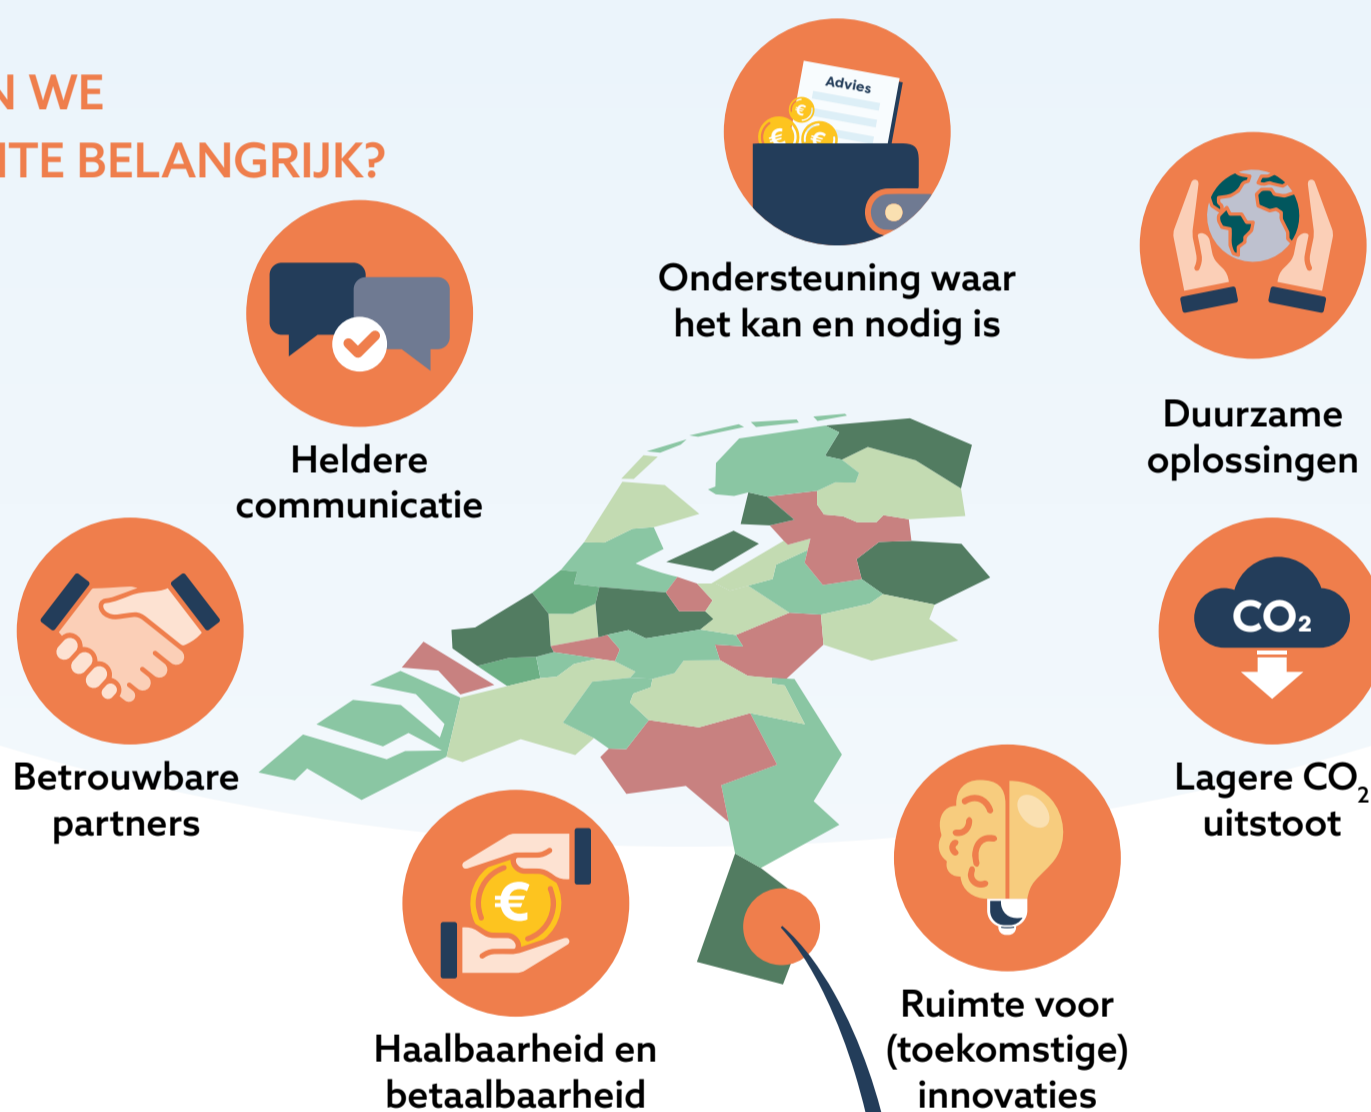 N WE
NTE BELANGRIJK?
Advies
Ondersteuning waar
het kan en nodig is
Duurzame
oplossingen
Heldere
communicatie
CO₂
Betrouwbare
partners
Lagere CO₂
uitstoot
€
Haalbaarheid en
betaalbaarheid
Ruimte voor
(toekomstige)
innovaties